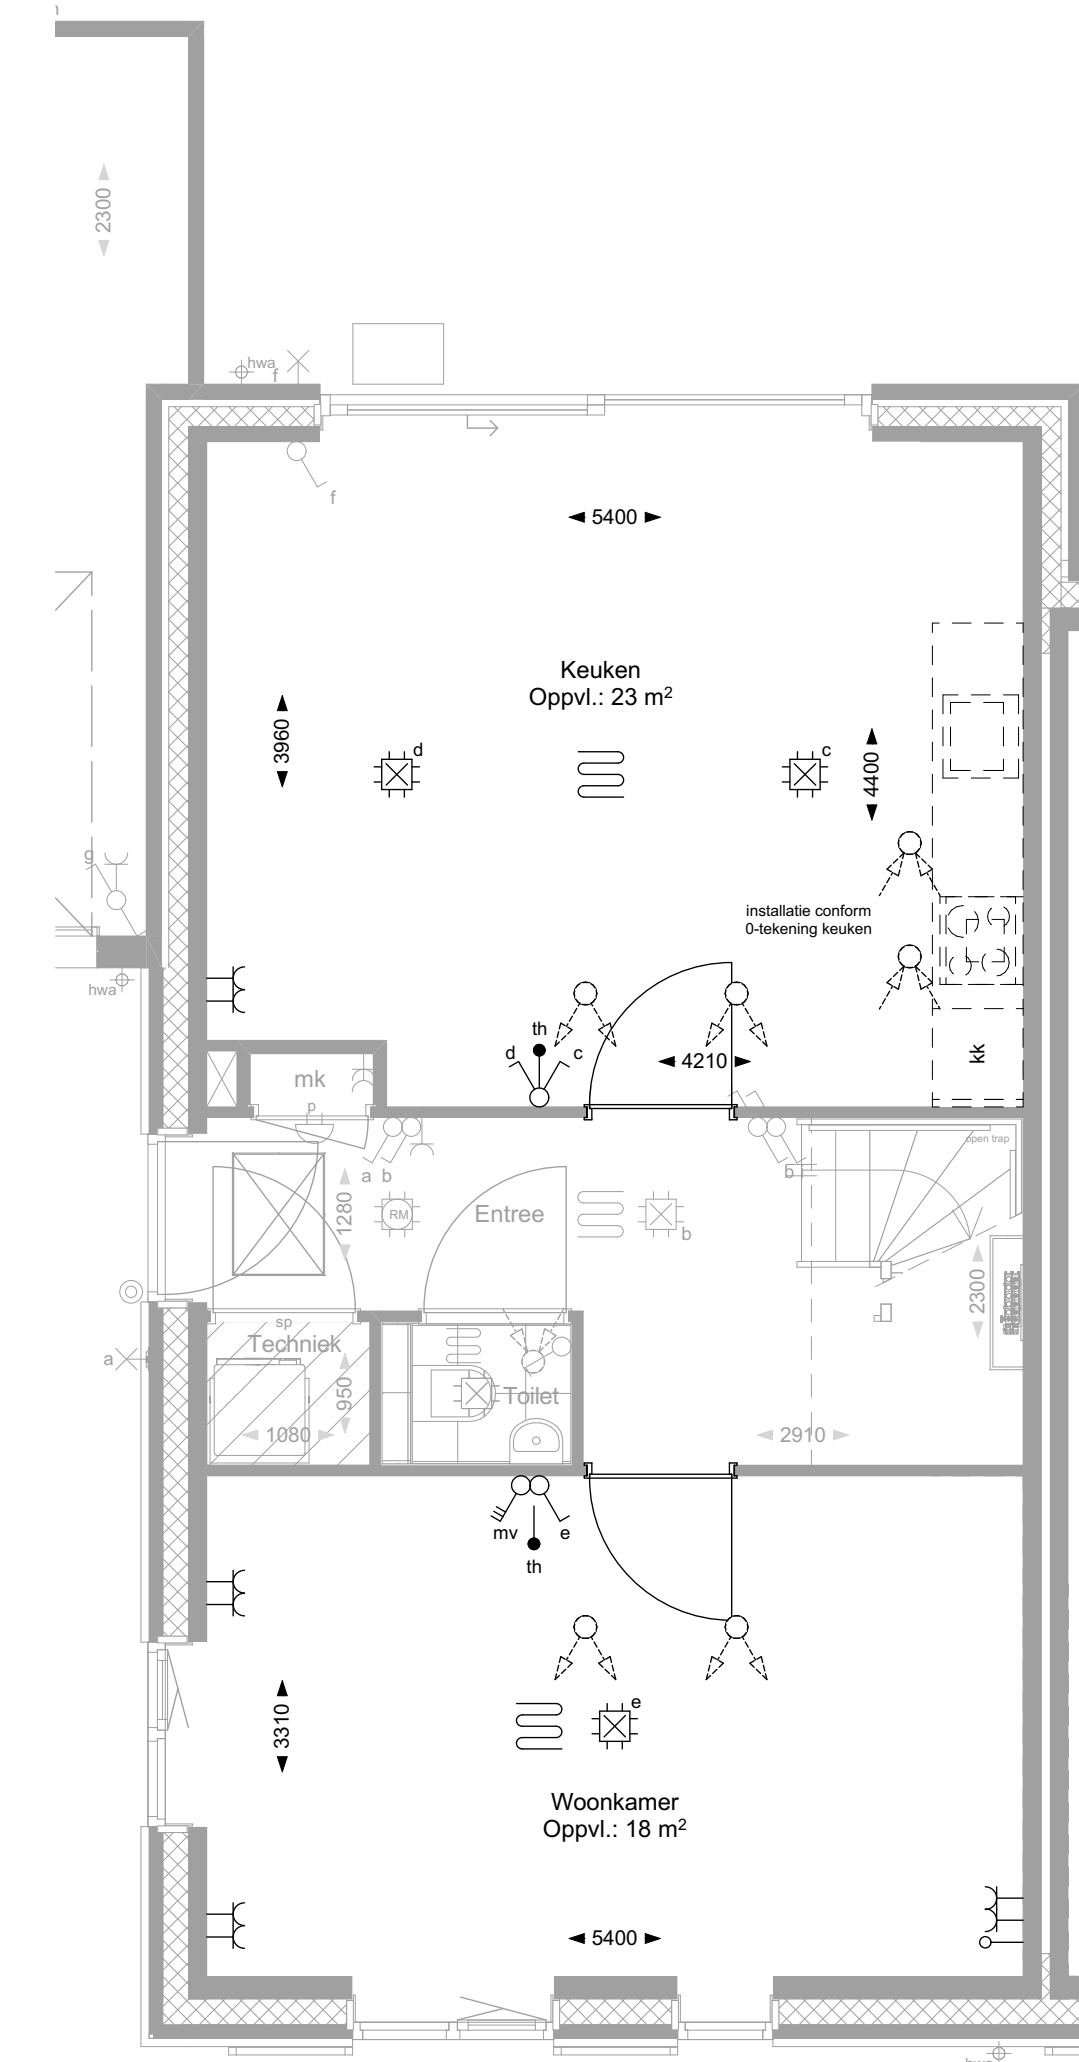 2300
hwa
f
f
5400
Keuken
Oppvl.: 23 m²
3960
d
c
4400
g
installatie conform
0-tekening keuken
hwa
th
d
c
4210
kk
mk
p
a b
b
open trap
1280
RM
Entree
b
2300
sp
Techniek
a
950
Toilet
1080
2910
mv
e
th
3310
e
Woonkamer
Oppvl.: 18 m²
5400